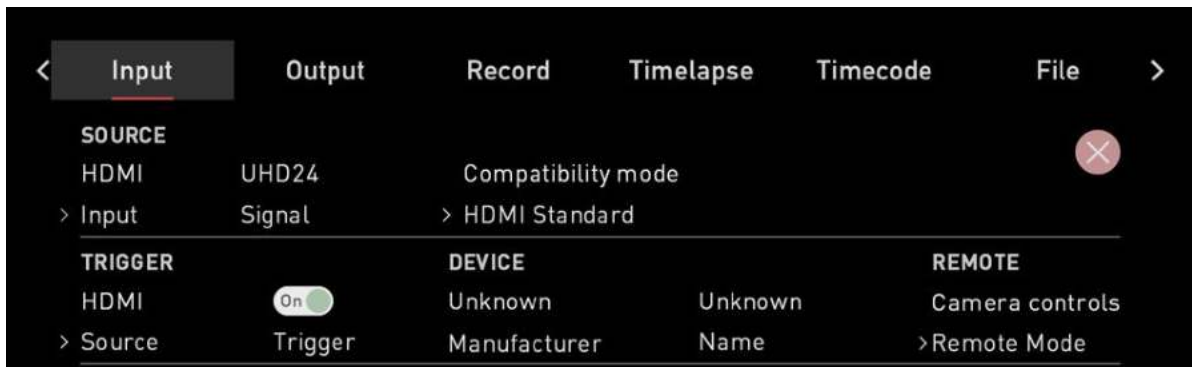 < Input Output Record Timelapse Timecode File >
SOURCE
HDMI UHD24 Compatibility mode
> Input Signal > HDMI Standard
TRIGGER DEVICE REMOTE
HDMI On Unknown Unknown Camera controls
> Source Trigger Manufacturer Name >Remote Mode